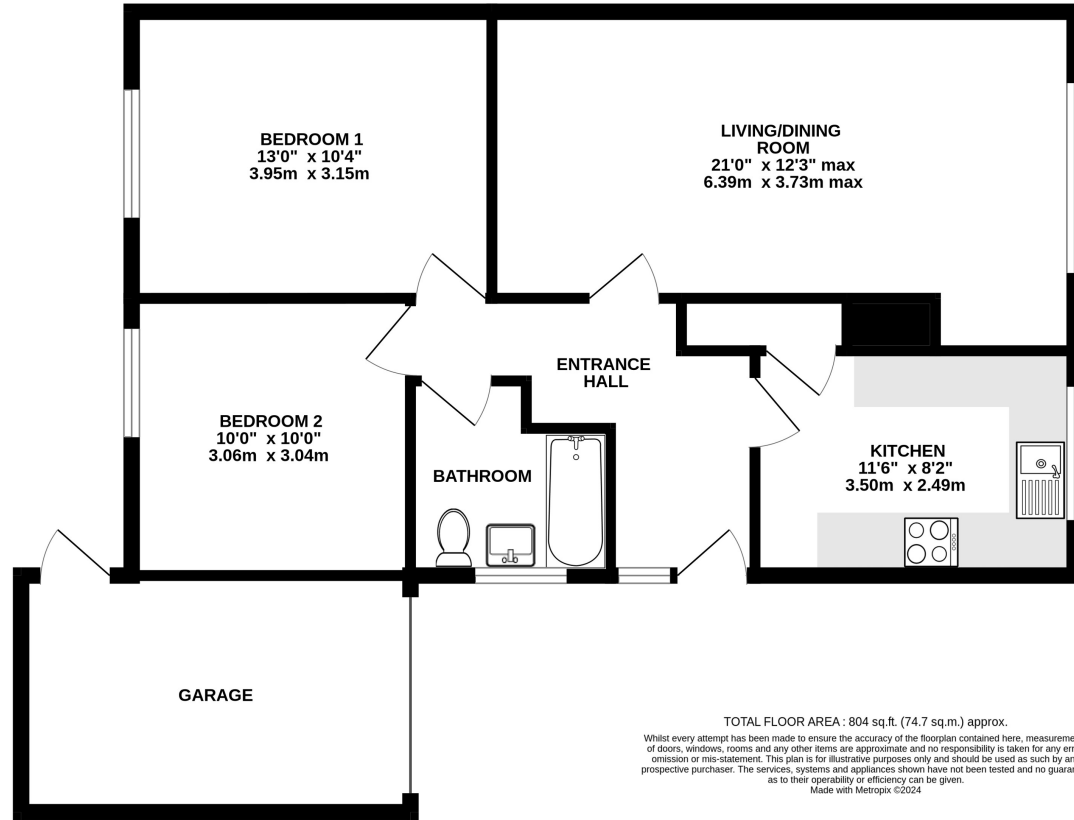 BEDROOM 1
13'0" x 10'4"
3.95m x 3.15m
LIVING/DINING
ROOM
21'0" x 12'3" max
6.39m x 3.73m max
ENTRANCE
HALL
BEDROOM 2
10'0" x 10'0"
3.06m x 3.04m
BATHROOM
KITCHEN
11'6" x 8'2"
3.50m x 2.49m
GARAGE
TOTAL FLOOR AREA : 804 sq.ft. (74.7 sq.m.) approx.
Whilst every attempt has been made to ensure the accuracy of the floorplan contained here,
of doors, windows, rooms and any other items are approximate and no responsibility is taken for any
omission or mis-statement. This plan is for illustrative purposes only and should be used as such by
prospective purchaser. The services, systems and appliances shown have not been tested and no
as to their operability or efficiency can be given.
Made with Metropix ©2024